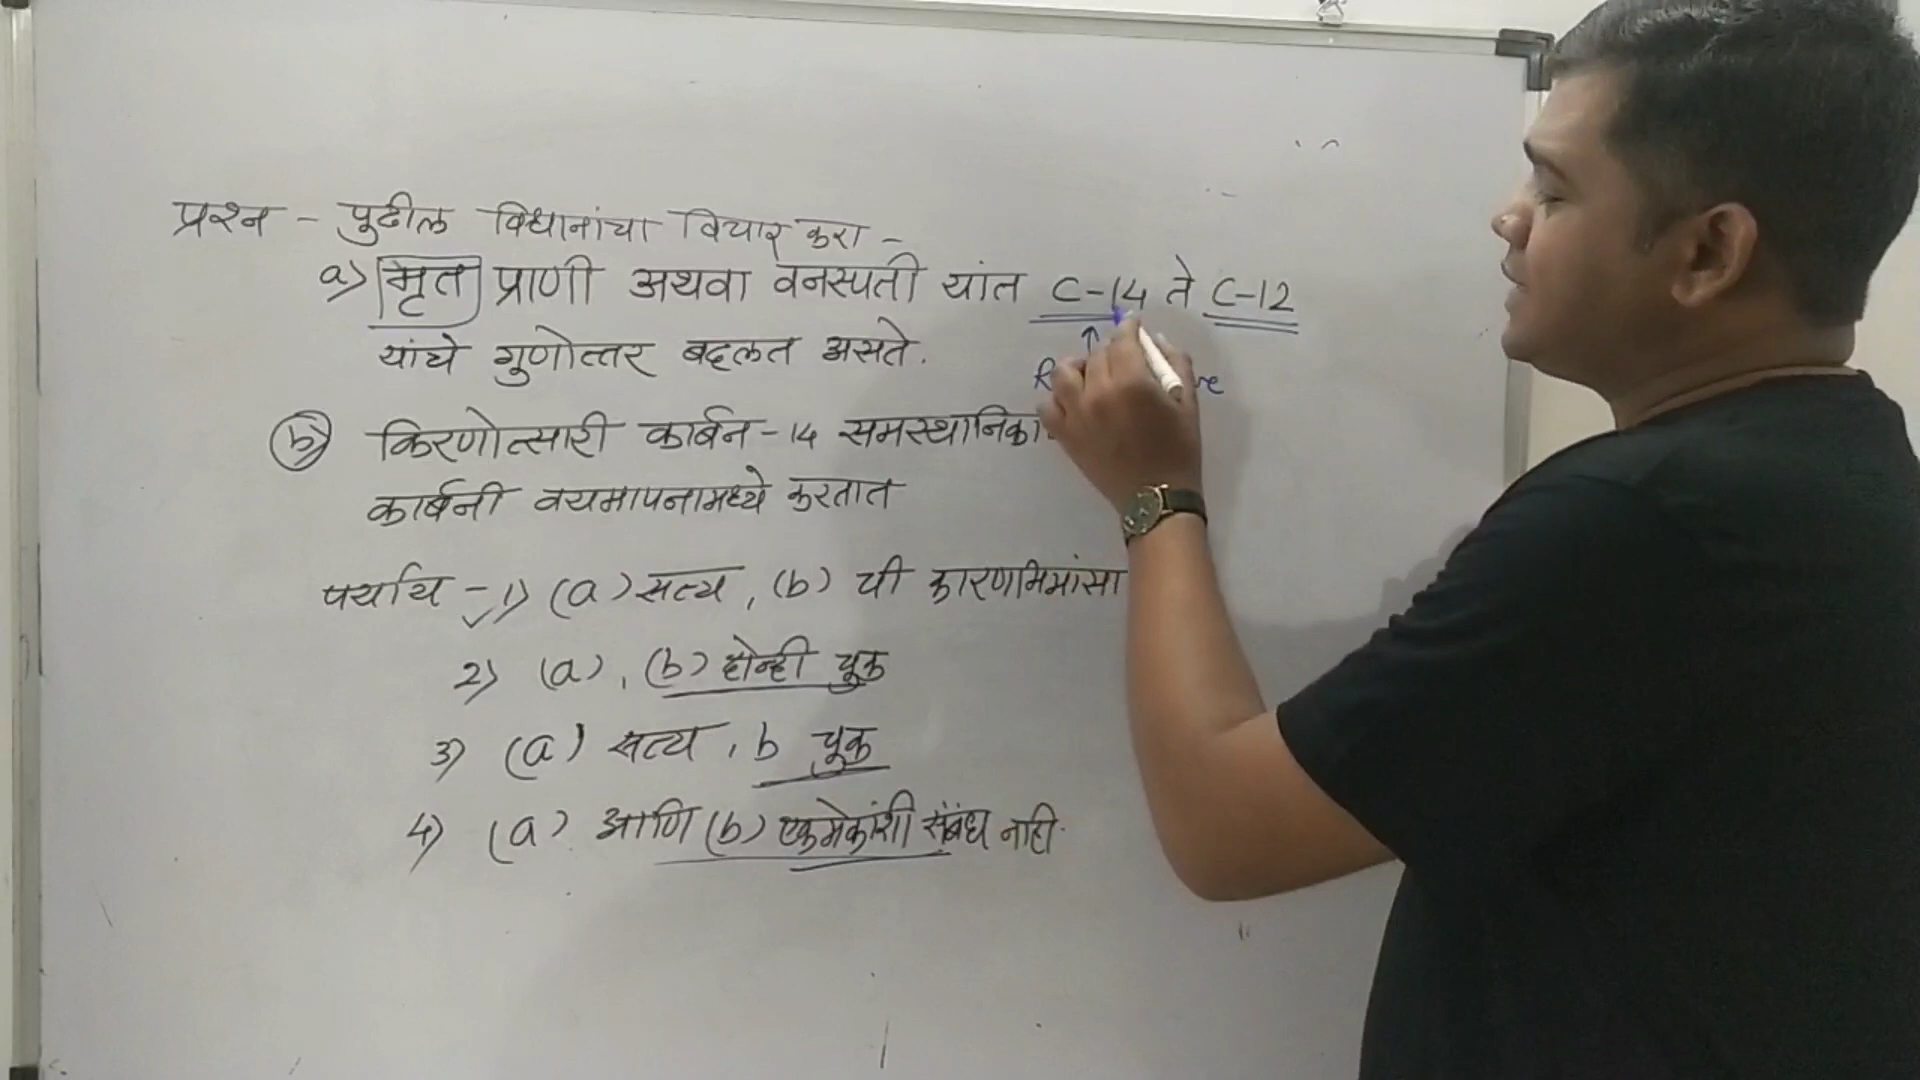 प्रश्न - पुढील विधानांचा विचार करा -
a) मृत प्राणी अथवा वनस्पती यांत C-14 ते C-12
यांचे गुणोत्तर बदलत असते.
b) किरणोत्सारी कार्बन-14 समस्थानिका
कार्बनी वयमापनामध्ये करतात
पर्याय - 1) (a) सत्य, (b) ची कारणमिमांसा
2) (a), (b) दोन्ही चूक
3) (a) सत्य, b चूक
4) (a) आणि (b) एकमेकांशी संबंध नाही.